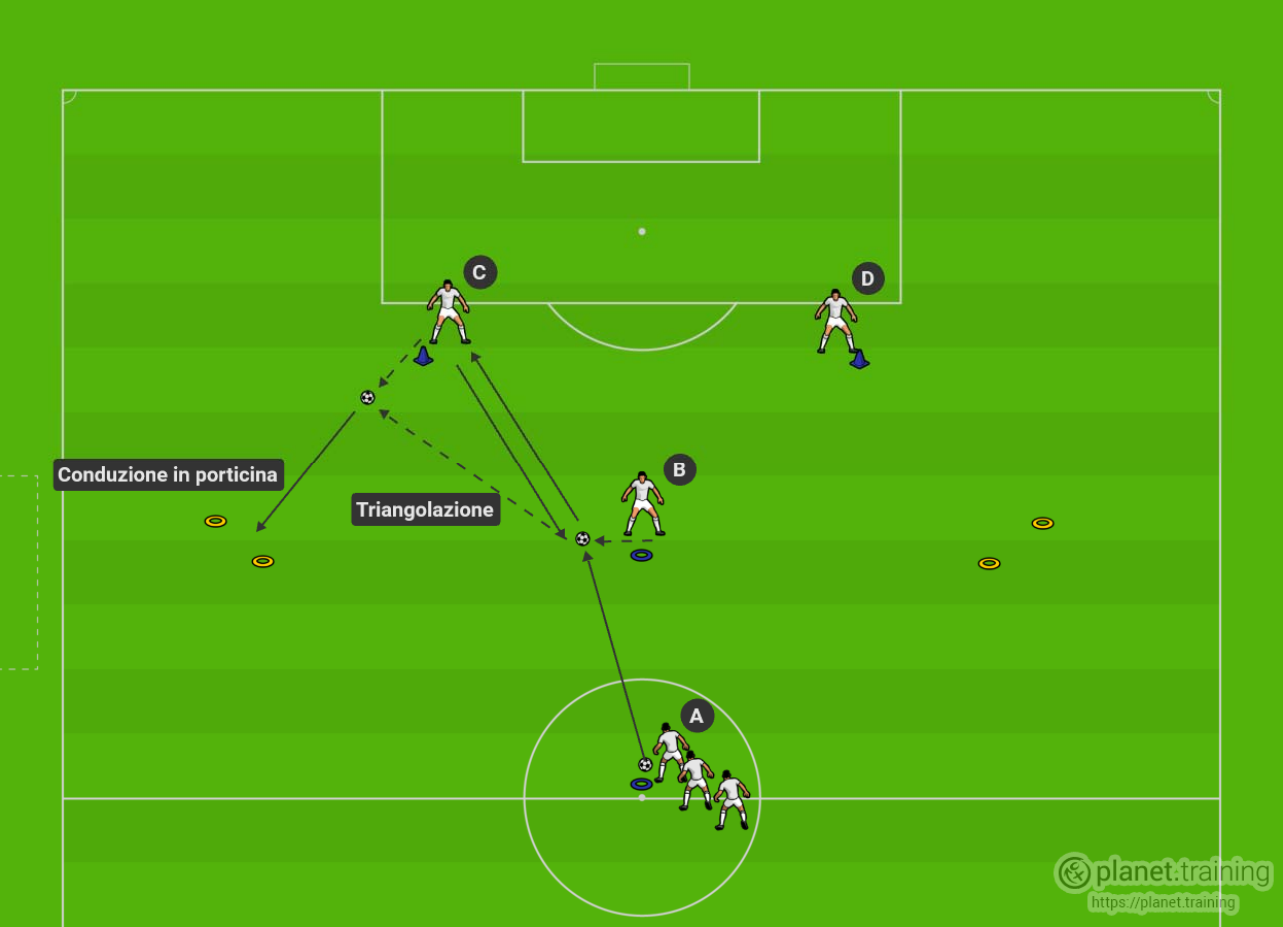 C
D
Conduzione in porticina
B
Triangolazione
A
planet.training
https://planet.training